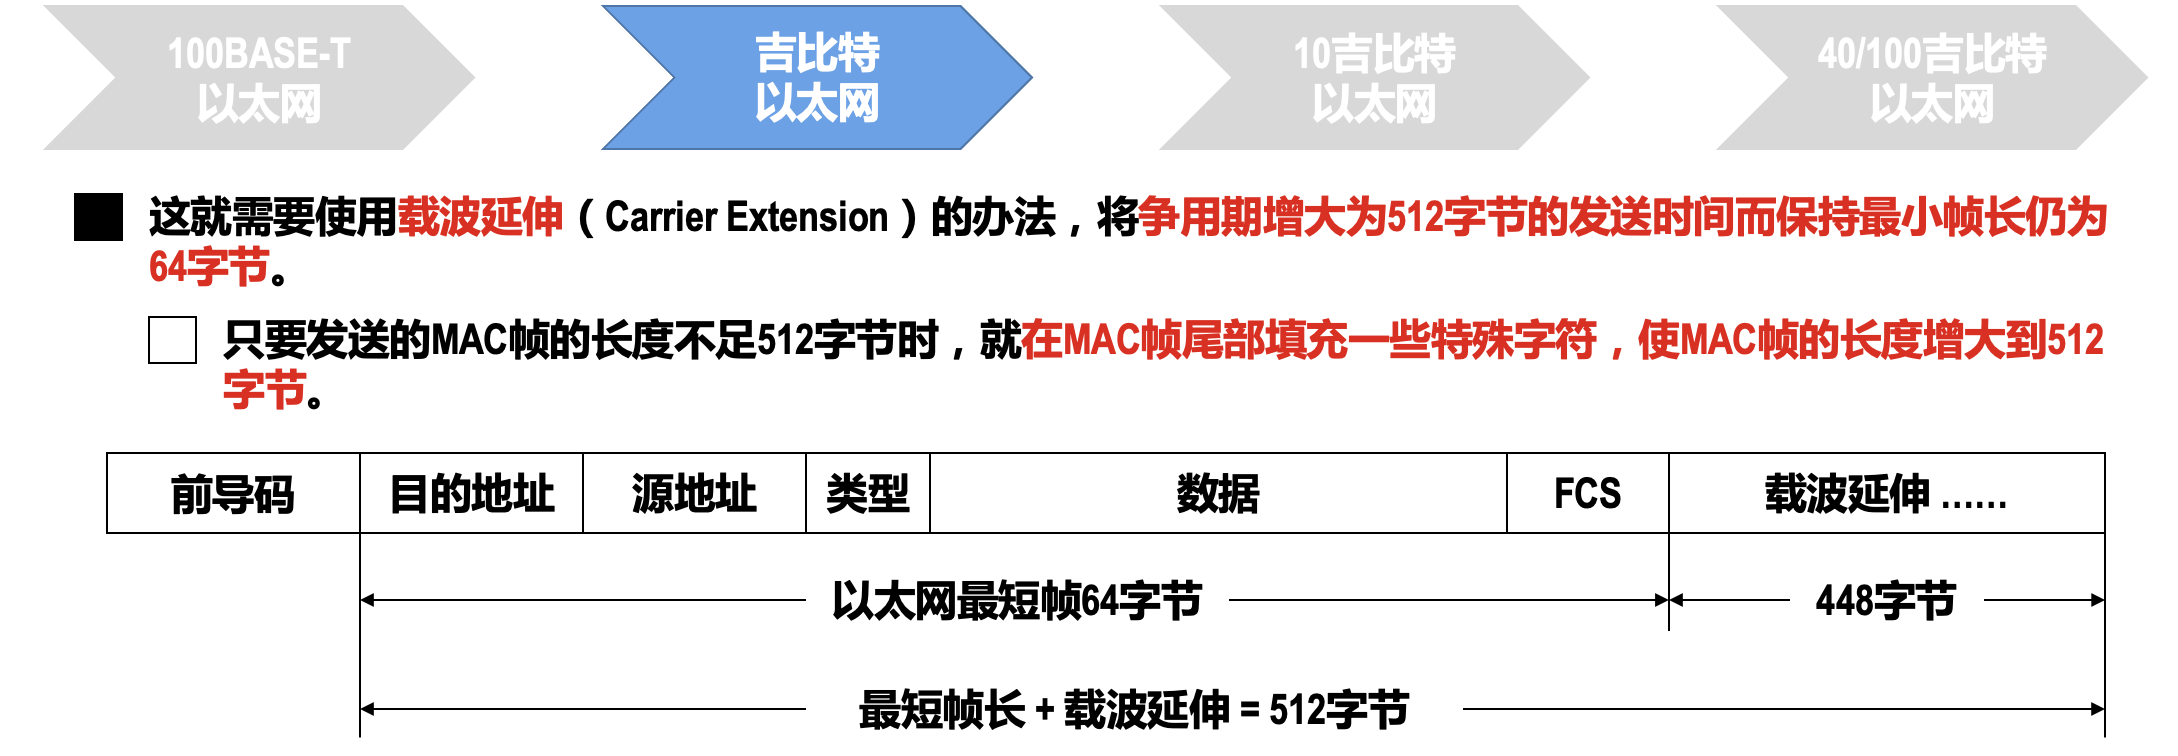 100BASE-T
以太网
吉比特
以太网
10吉比特
以太网
40/100吉比特
以太网
这就需要使用载波延伸（Carrier Extension）的办法，将争用期增大为512字节的发送时间而保持最小帧长仍为
64字节。
只要发送的MAC帧的长度不足512字节时，就在MAC帧尾部填充一些特殊字符，使MAC帧的长度增大到512
字节。
前导码 目的地址 源地址 类型 数据 FCS 载波延伸 ......
以太网最短帧64字节 448字节
最短帧长 + 载波延伸 = 512字节